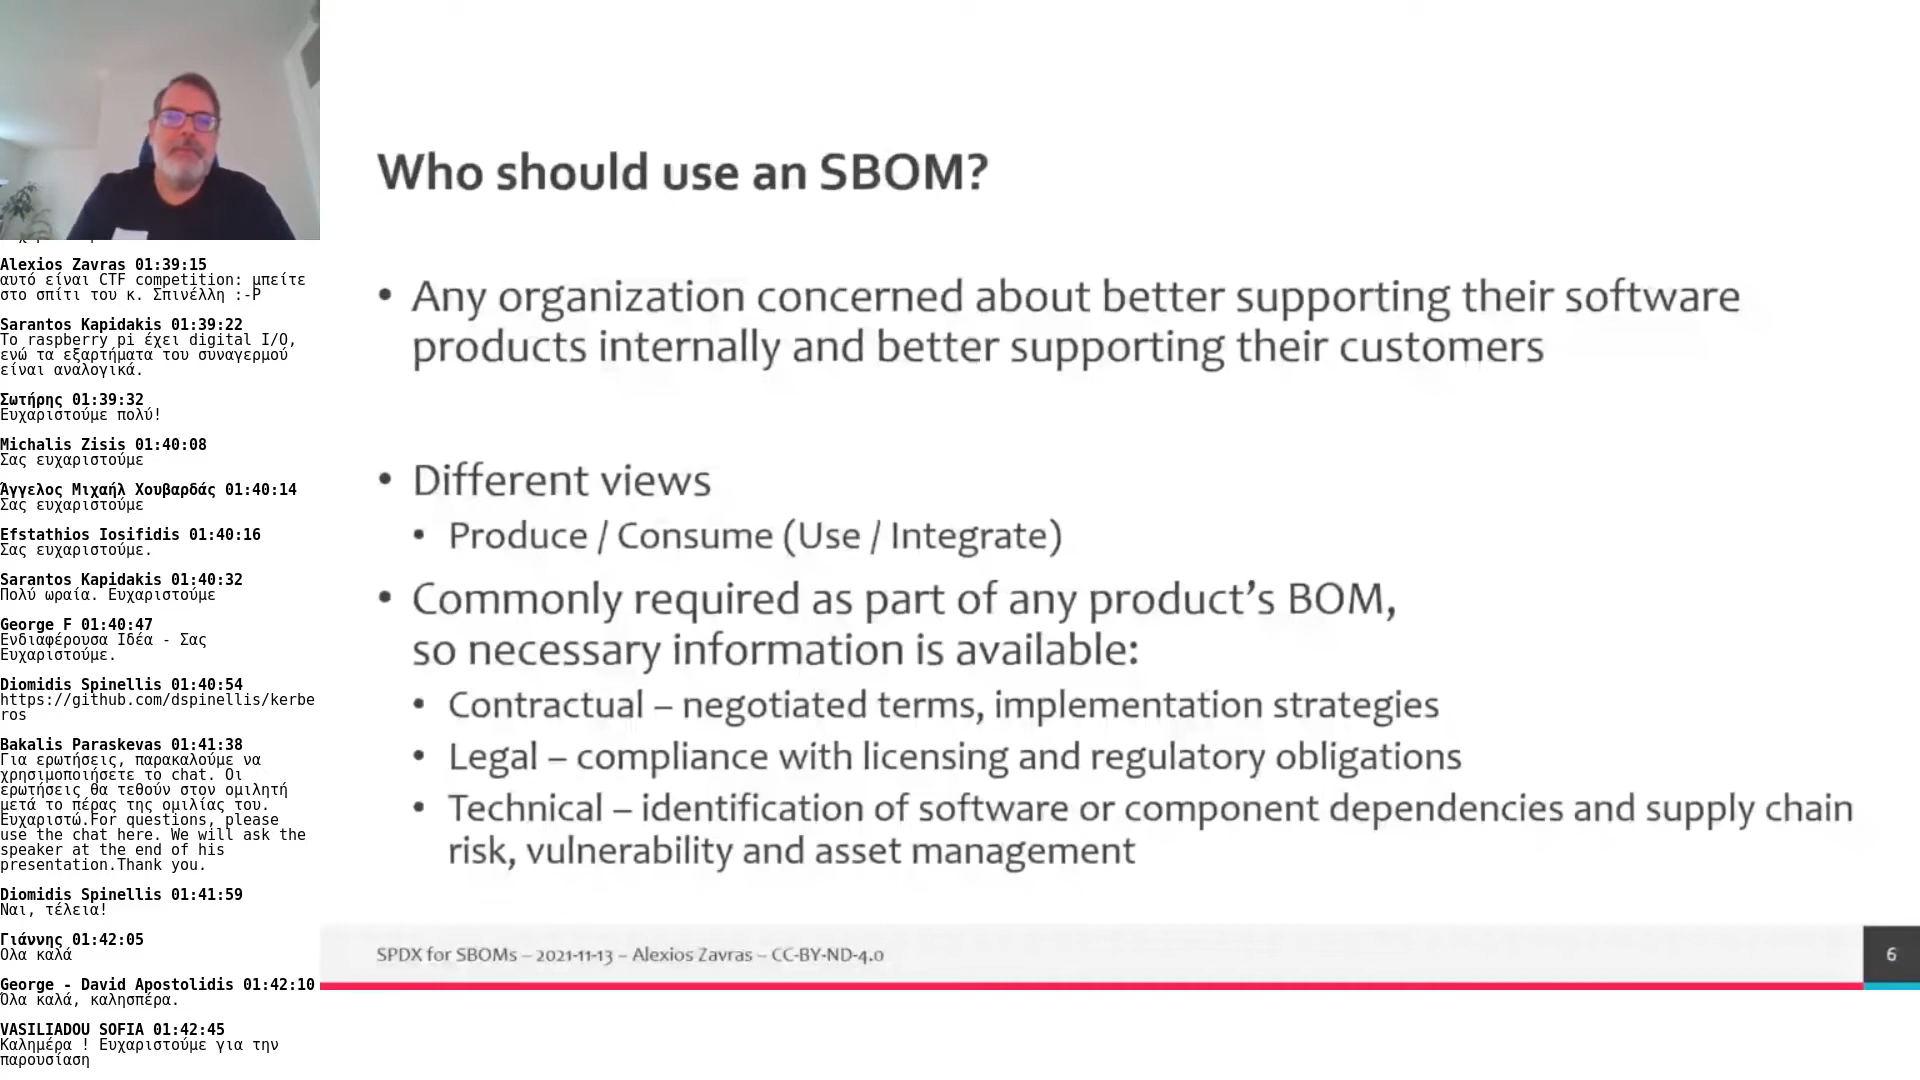 Alexios Zavras 01:39:15
αυτό είναι CTF competition: μπείτε
στο σπίτι του κ. Σπινέλλη :-P
Sarantos Kapidakis 01:39:22
Το raspberry pi έχει digital I/O,
ενώ τα εξαρτήματα του συναγερμού
είναι αναλογικά.
Σωτήρης 01:39:32
Ευχαριστούμε πολύ!
Michalis Zisis 01:40:08
Σας ευχαριστούμε
Άγγελος Μιχαήλ Χουβαρδάς 01:40:14
Σας ευχαριστούμε
Efstathios Iosifidis 01:40:16
Σας ευχαριστούμε.
Sarantos Kapidakis 01:40:32
Πολύ ωραία. Ευχαριστούμε
George F 01:40:47
Ενδιαφέρουσα Ιδέα - Σας
Ευχαριστούμε.
Diomidis Spinellis 01:40:54
https://github.com/dspinellis/kerbe
ros
Bakalis Paraskevas 01:41:38
Για ερωτήσεις, παρακαλούμε να
χρησιμοποιήσετε το chat. Οι
ερωτήσεις θα τεθούν στον ομιλητή
μετά το πέρας της ομιλίας του.
Ευχαριστώ.For questions, please
use the chat here. We will ask the
speaker at the end of his
presentation.Thank you.
Diomidis Spinellis 01:41:59
Ναι, τέλεια!
Γιάννης 01:42:05
Ολα καλά
George - David Apostolidis 01:42:10
Όλα καλά, καλησπέρα.
VASILIADOU SOFIA 01:42:45
Καλημέρα ! Ευχαριστούμε για την
παρουσίαση
Who should use an SBOM?
• Any organization concerned about better supporting their software
products internally and better supporting their customers
• Different views
• Produce / Consume (Use / Integrate)
• Commonly required as part of any product’s BOM,
so necessary information is available:
• Contractual – negotiated terms, implementation strategies
• Legal – compliance with licensing and regulatory obligations
• Technical – identification of software or component dependencies and supply chain
risk, vulnerability and asset management
SPDX for SBOMs – 2021-11-13 – Alexios Zavras – CC-BY-ND-4.0
6